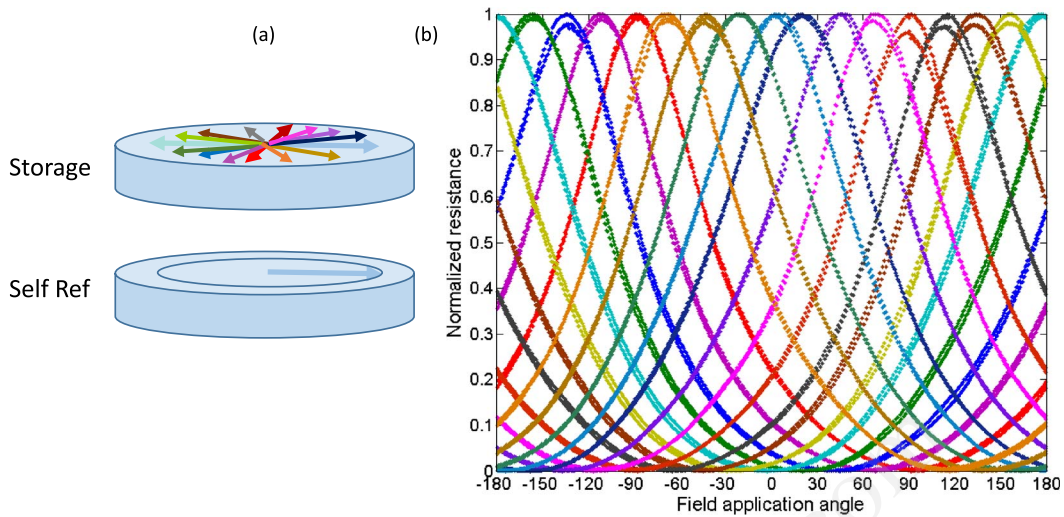 (a)
(b)
Storage
Self Ref
Normalized resistance
1
0.9
0.8
0.7
0.6
0.5
0.4
0.3
0.2
0.1
0
-180 -150 -120 -90 -60 -30 0 30 60 90 120 150 180
Field application angle